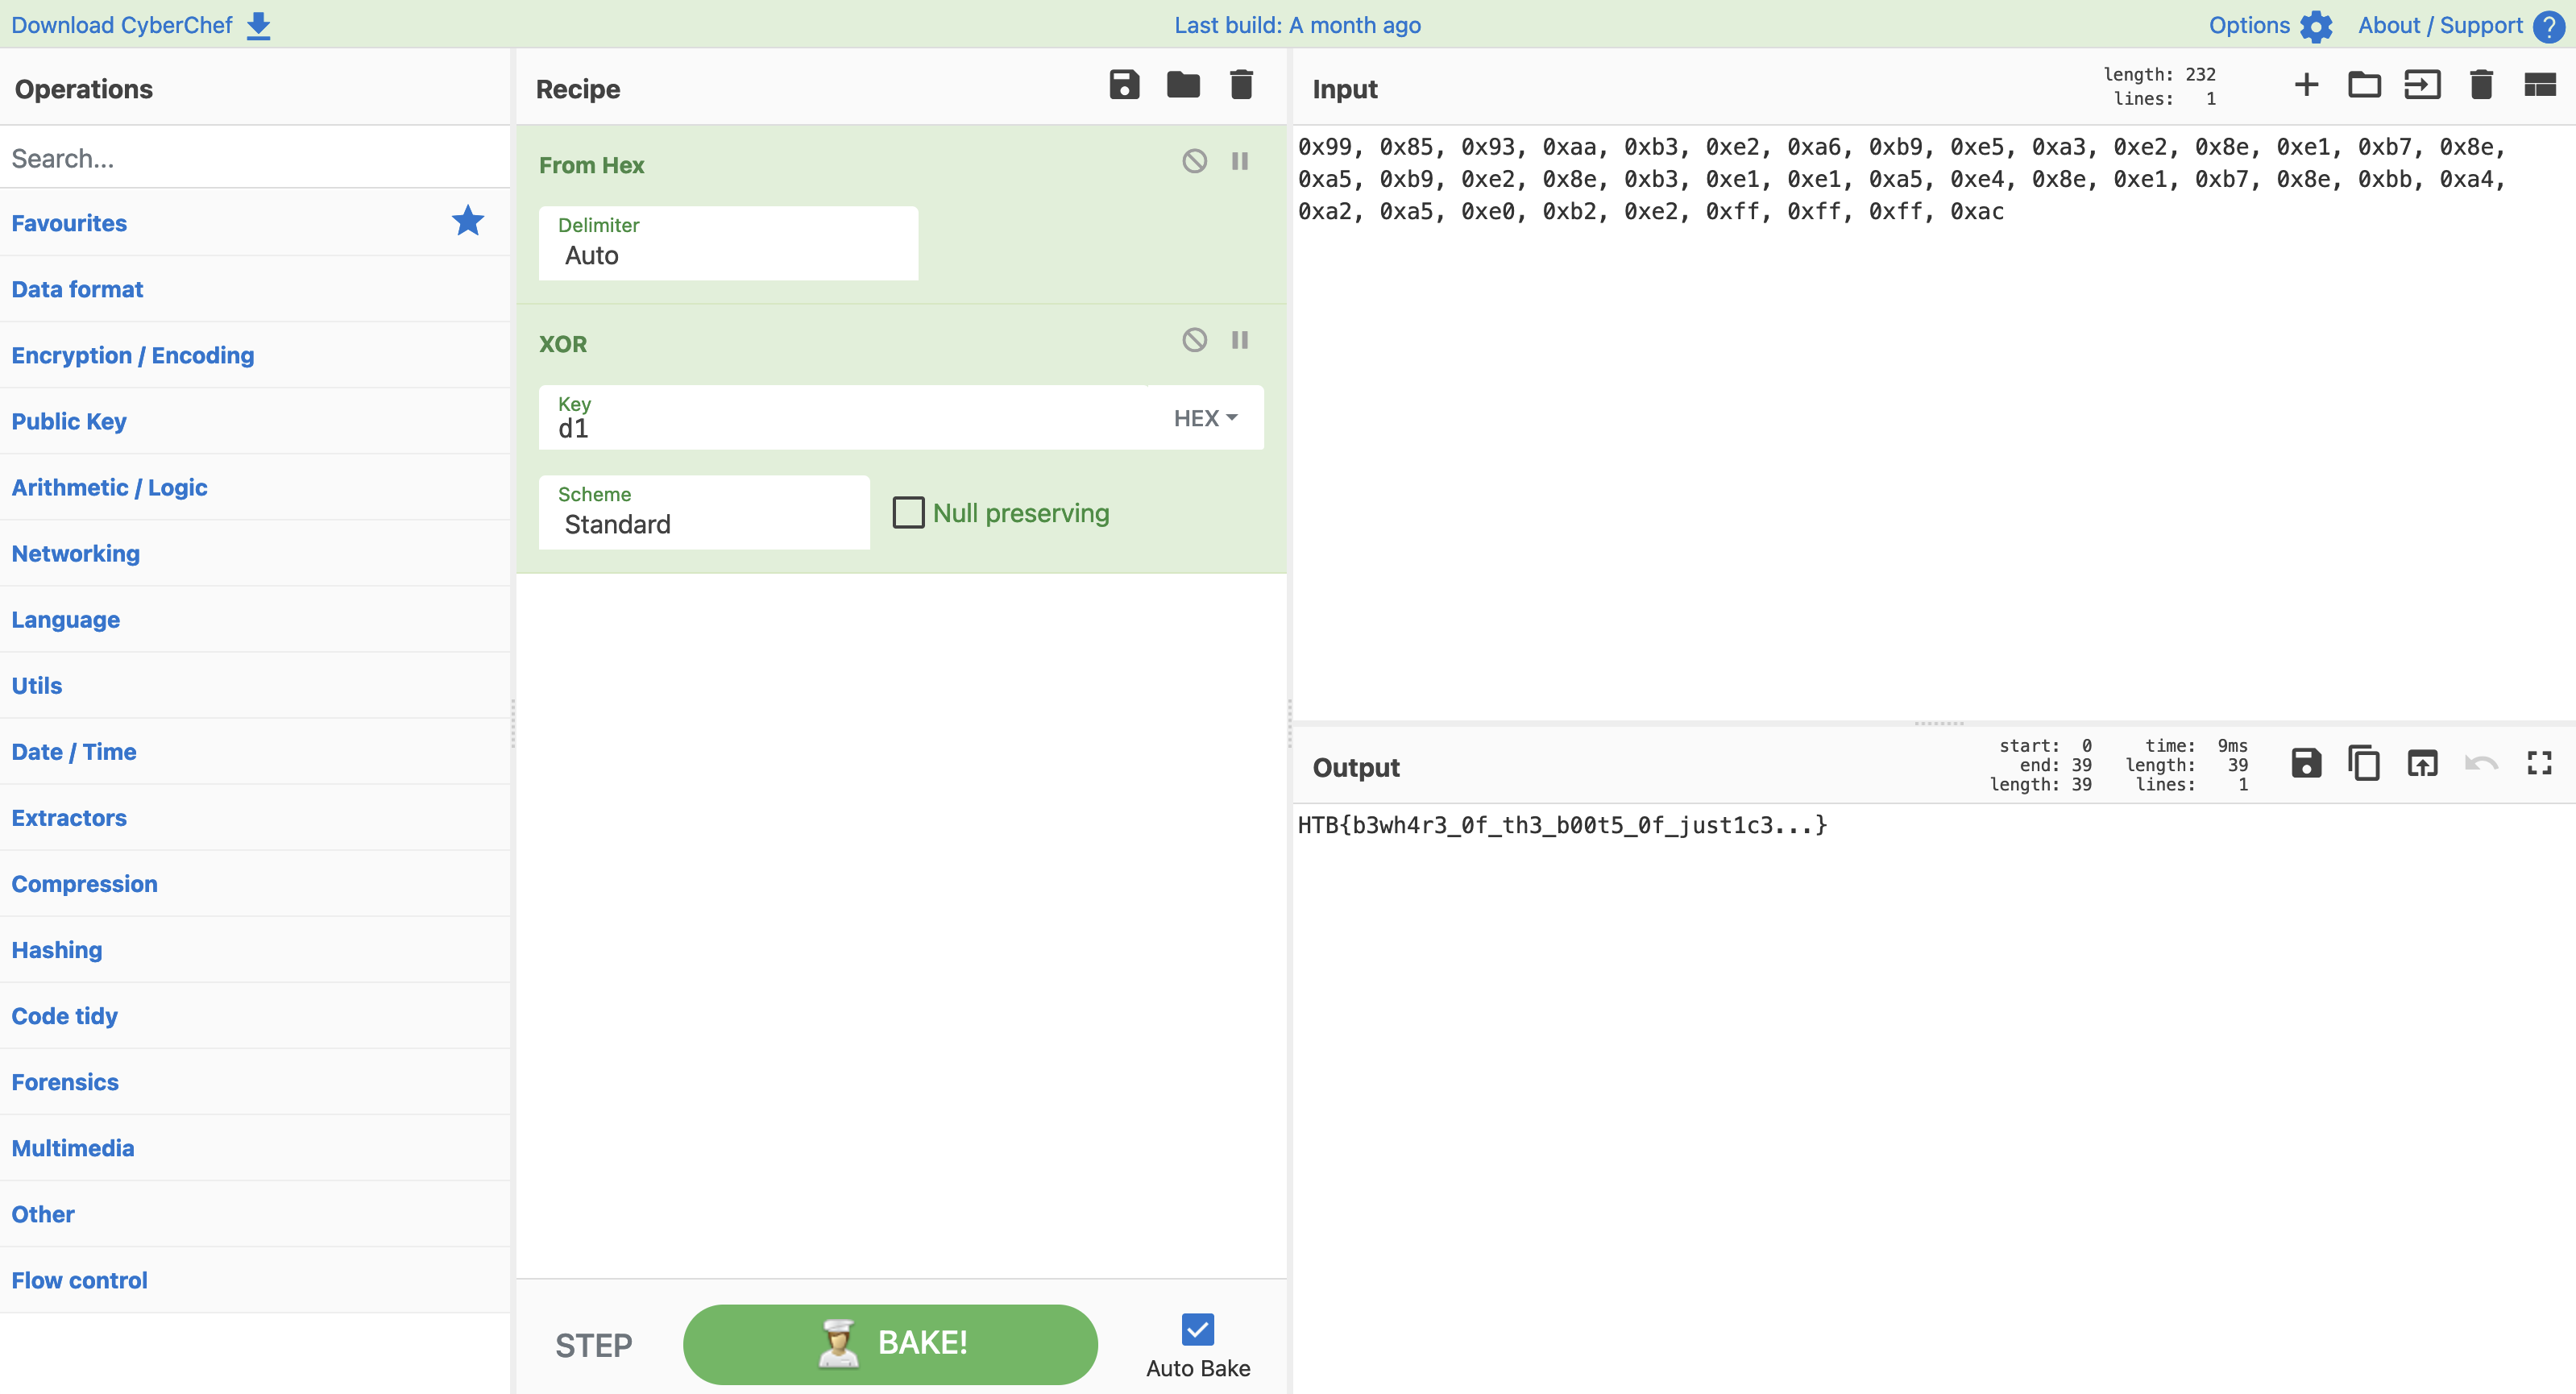 Download CyberChef
Last build: A month ago
Options
About / Support
Operations
Search...
Favourites
Data format
Encryption / Encoding
Public Key
Arithmetic / Logic
Networking
Language
Utils
Date / Time
Extractors
Compression
Hashing
Code tidy
Forensics
Multimedia
Other
Flow control
Recipe
From Hex
Delimiter
Auto
XOR
Key
d1
HEX
Scheme
Standard
Null preserving
STEP
BAKE!
Auto Bake
Input
length: 232
lines: 1
0x99, 0x85, 0x93, 0xaa, 0xb3, 0xe2, 0xa6, 0xb9, 0xe5, 0xa3, 0xe2, 0x8e, 0xe1, 0xb7, 0x8e,
0xa5, 0xb9, 0xe2, 0x8e, 0xb3, 0xe1, 0xe1, 0xa5, 0xe4, 0x8e, 0xe1, 0xb7, 0x8e, 0xbb, 0xa4,
0xa2, 0xa5, 0xe0, 0xb2, 0xe2, 0xff, 0xff, 0xff, 0xac
Output
start: 0 time: 9ms
end: 39 length: 39
length: 39 lines: 1
HTB{b3wh4r3_0f_th3_b00t5_0f_just1c3...}